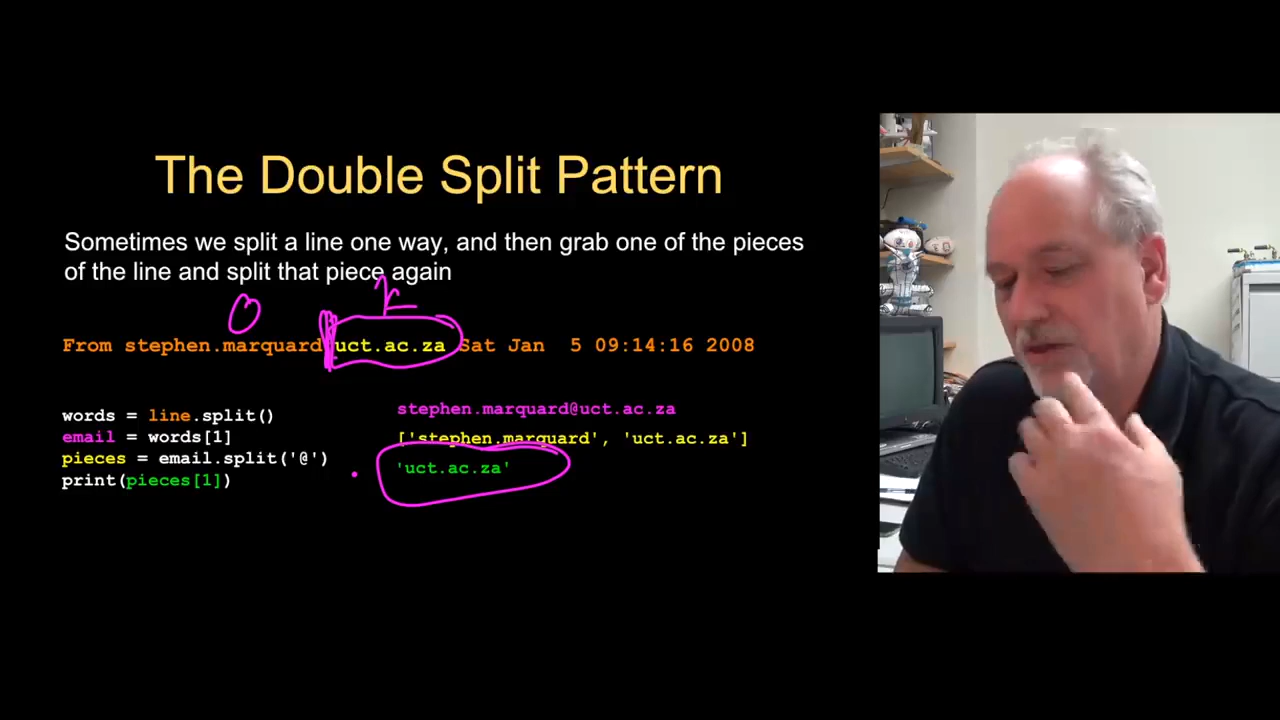 The Double Split Pattern
Sometimes we split a line one way, and then grab one of the pieces
of the line and split that piece again
0
From stephen.marquard uct.ac.za Sat Jan 5 09:14:16 2008
words = line.split()
email = words[1]
pieces = email.split('@')
print(pieces[1])
stephen.marquard@uct.ac.za
['stephen.marquard', 'uct.ac.za']
'uct.ac.za'